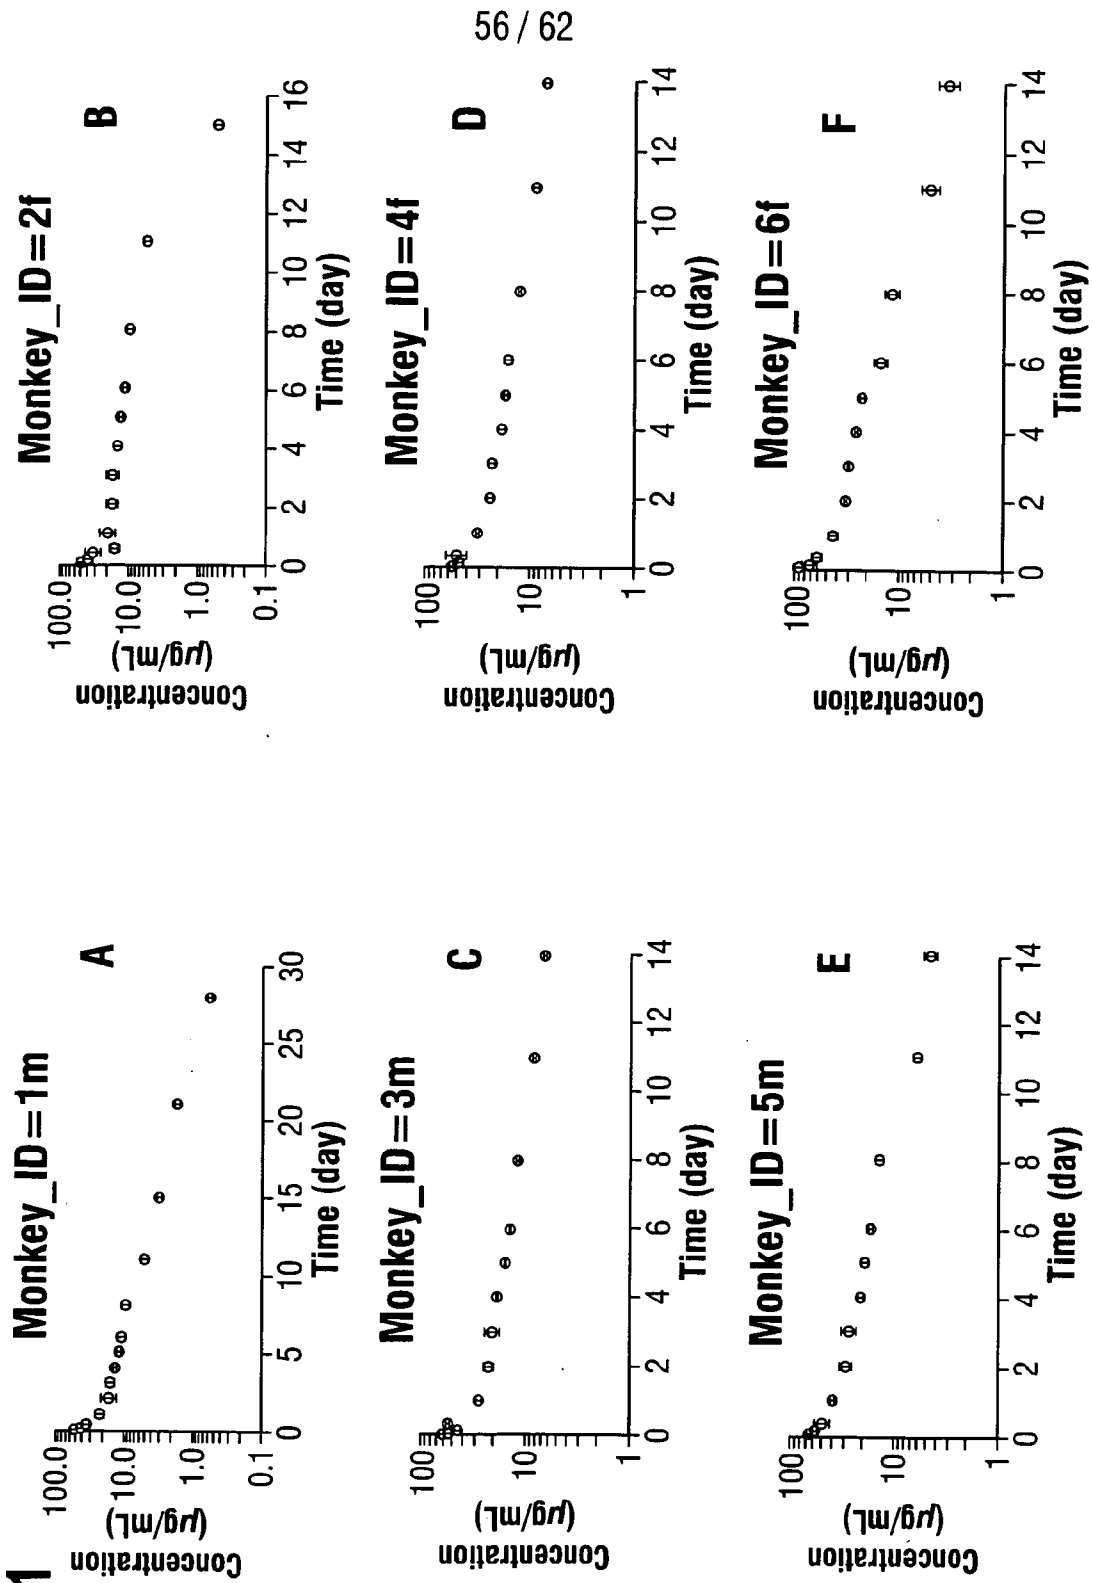 56 / 62
1
Monkey_ID=1m
A
Concentration
(µg/mL)
100.0
10.0
1.0
0.1
0 5 10 15 20 25 30
Time (day)
Monkey_ID=2f
B
Concentration
(µg/mL)
100.0
10.0
1.0
0.1
0 2 4 6 8 10 12 14 16
Time (day)
Monkey_ID=3m
C
Concentration
(µg/mL)
100
10
1
0 2 4 6 8 10 12 14
Time (day)
Monkey_ID=4f
D
Concentration
(µg/mL)
100
10
1
0 2 4 6 8 10 12 14
Time (day)
Monkey_ID=5m
E
Concentration
(µg/mL)
100
10
1
0 2 4 6 8 10 12 14
Time (day)
Monkey_ID=6f
F
Concentration
(µg/mL)
100
10
1
0 2 4 6 8 10 12 14
Time (day)